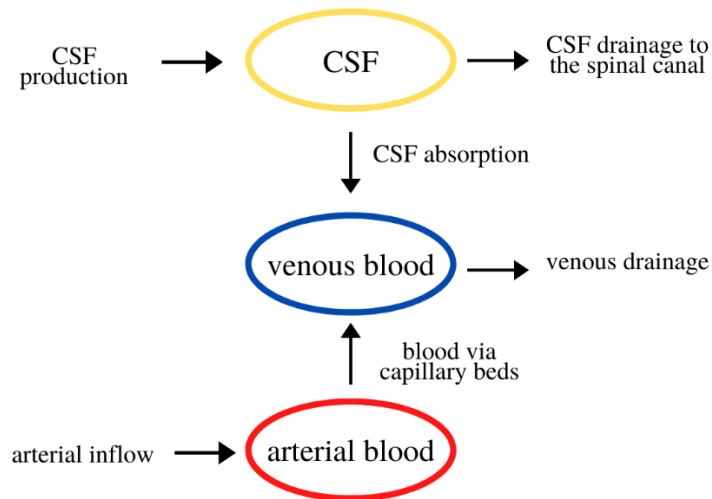 CSF
production
CSF
CSF drainage to
the spinal canal
CSF absorption
venous blood
venous drainage
blood via
capillary beds
arterial inflow
arterial blood